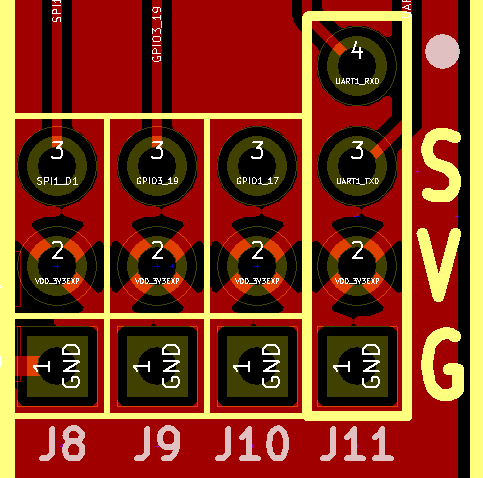 SPI1
GPIO3_19
4
UART1_RXD
3 3 3 3
SPI1_D1 GPIO3_19 GPIO1_17 UART1_TXD
S
2 2 2 2
VDD_3V3EXP VDD_3V3EXP VDD_3V3EXP VDD_3V3EXP
V
1 GND 1 GND 1 GND 1 GND
G
J8 J9 J10 J11